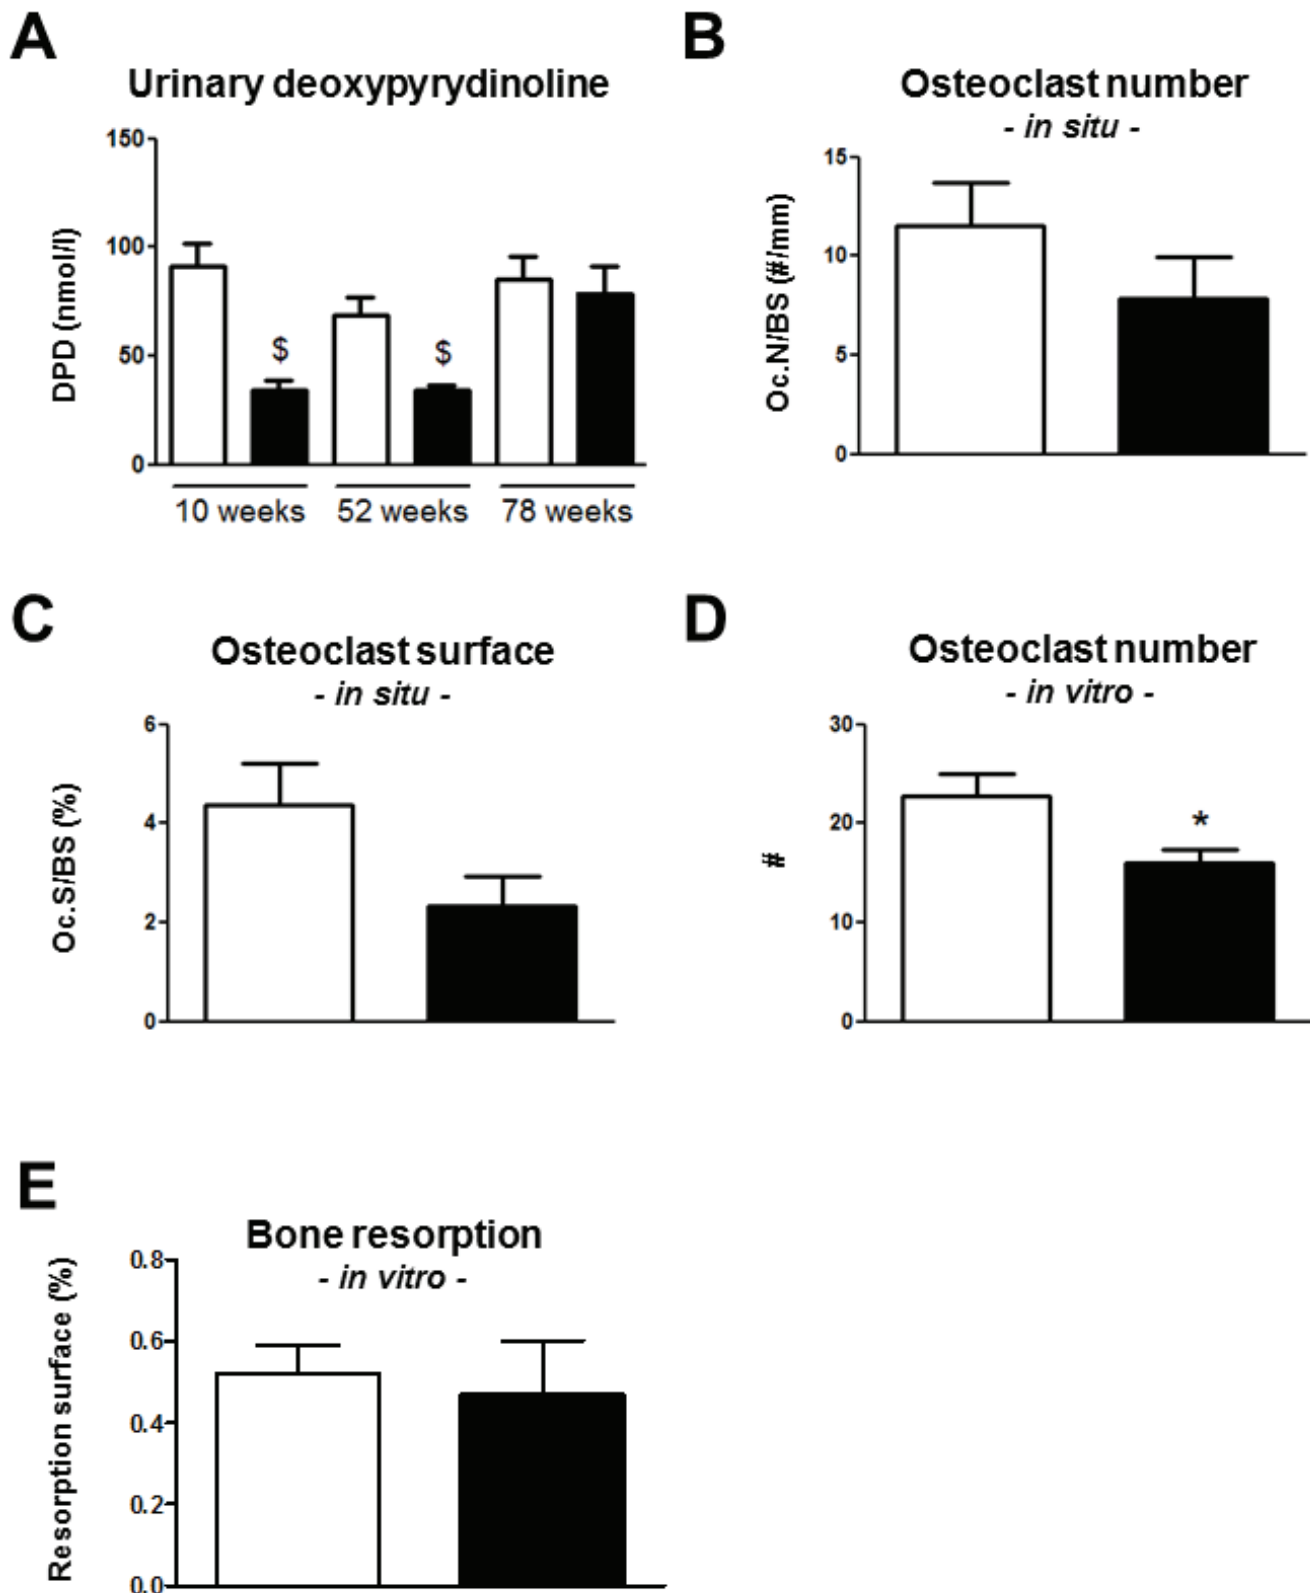 A
Urinary deoxypyrydinoline
DPD (nmol/l)
150
100
50
0
$
$
10 weeks
52 weeks
78 weeks
B
Osteoclast number
- in situ -
Oc.N/BS (#/mm)
15
10
5
0
C
Osteoclast surface
- in situ -
Oc.S/BS (%)
6
4
2
0
D
Osteoclast number
- in vitro -
#
30
20
10
0
*
E
Bone resorption
- in vitro -
Resorption surface (%)
0.8
0.6
0.4
0.2
0.0